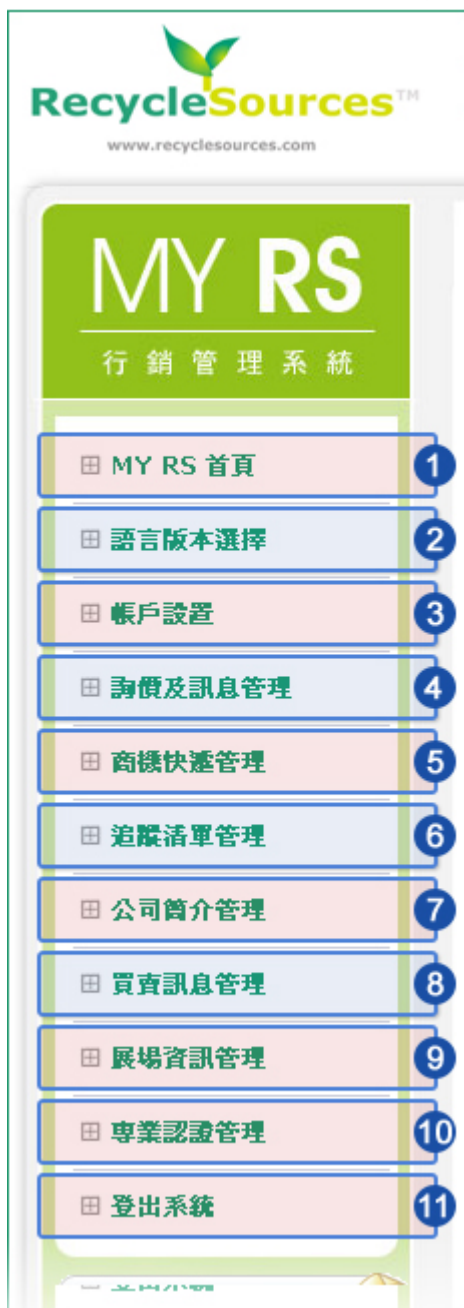 RecycleSources™
www.recyclesources.com
MY RS
行銷管理系統
MY RS 首頁 1
語言版本選擇 2
帳戶設置 3
詢價及訊息管理 4
商機快遞管理 5
追蹤清單管理 6
公司簡介管理 7
買賣訊息管理 8
展場資訊管理 9
專業認證管理 10
登出系統 11